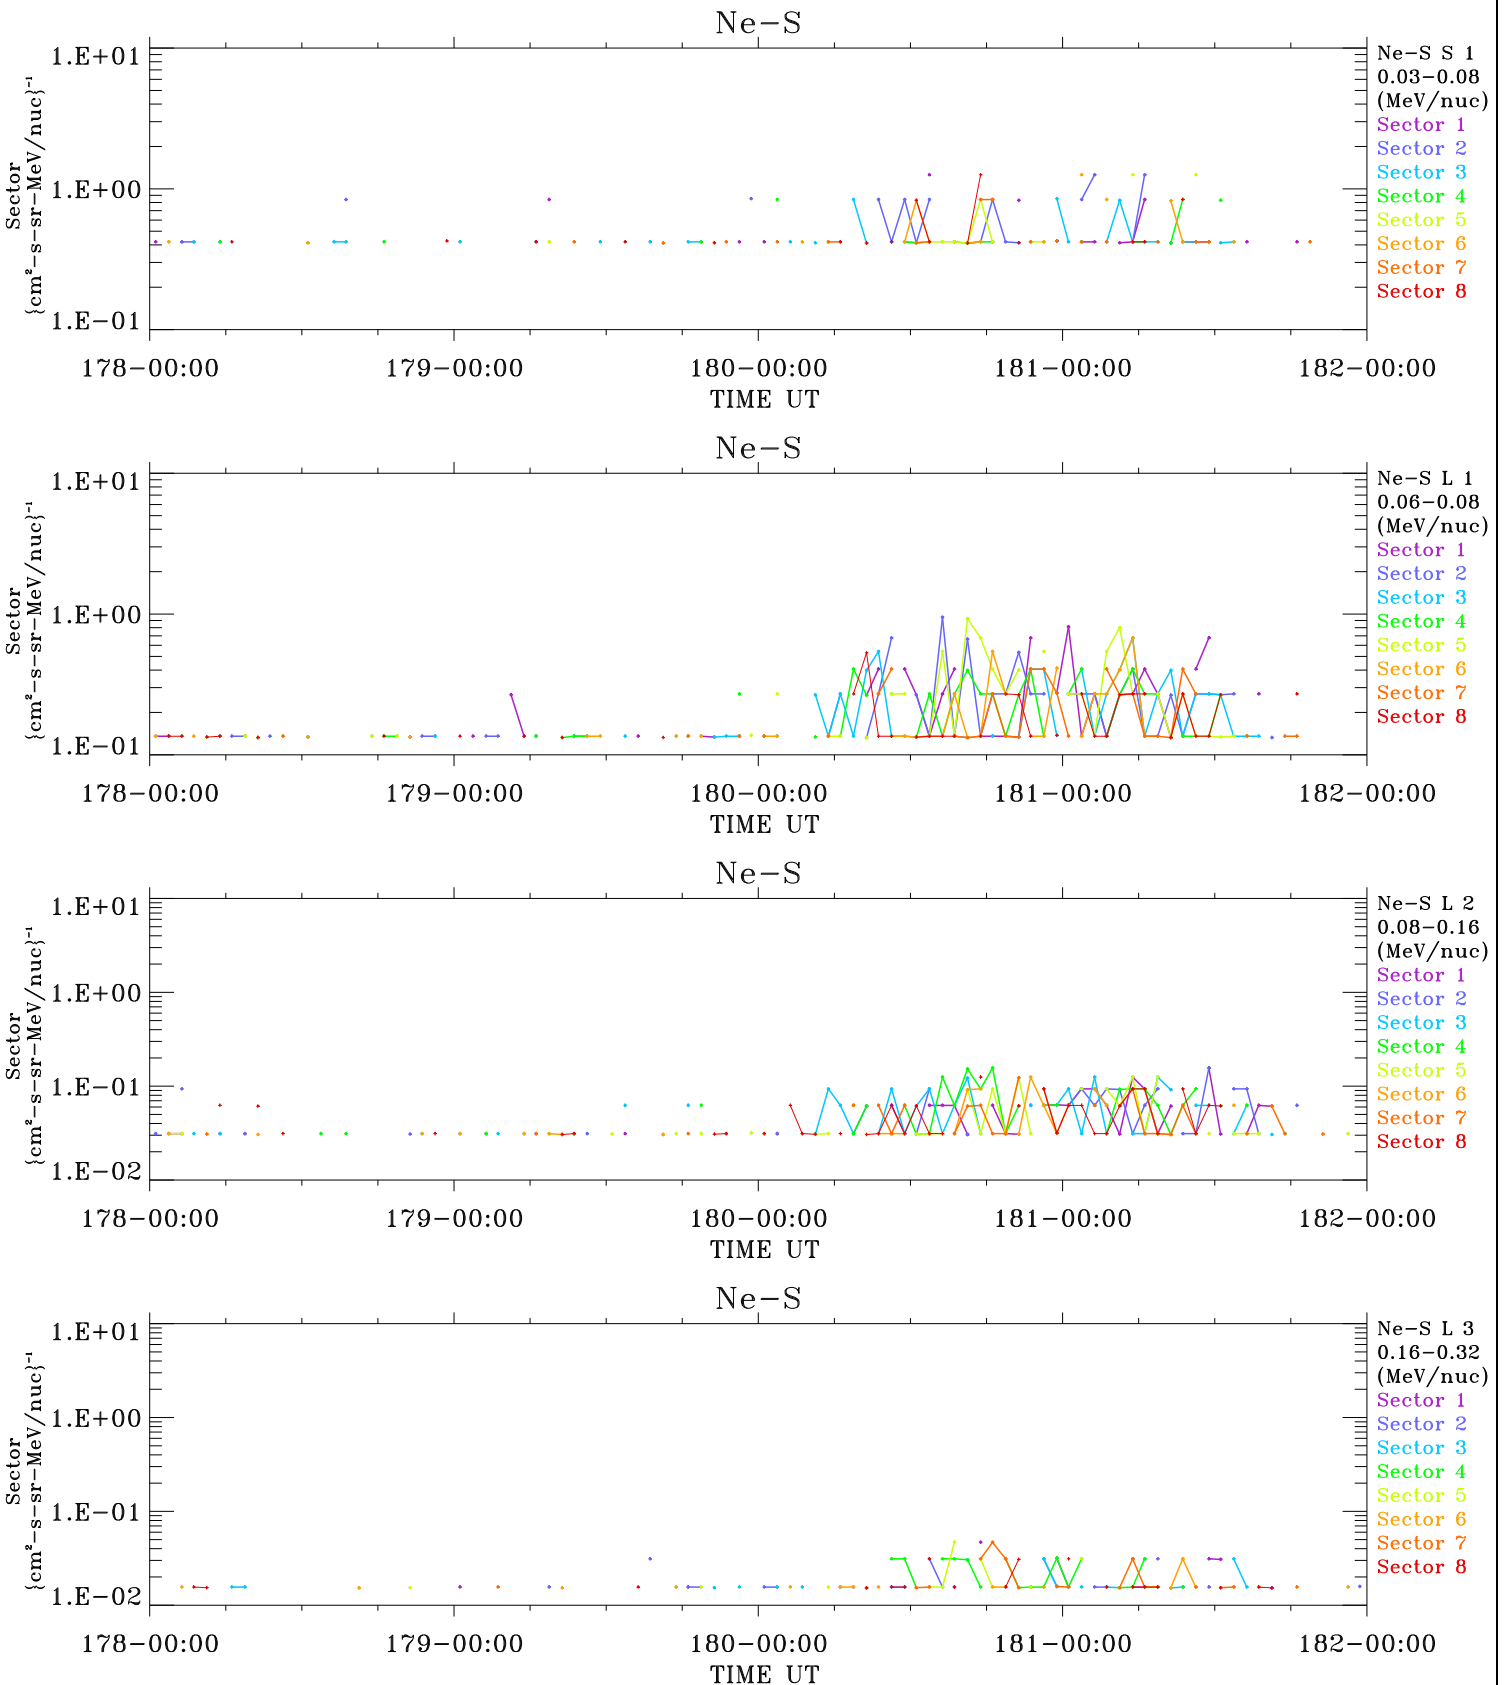 Ne-S
1.E+01
1.E+00
1.E-01
Sector
{cm²-s-sr-MeV/nuc}⁻¹
178-00:00 179-00:00 180-00:00 181-00:00 182-00:00
TIME UT
Ne-S S 1
0.03-0.08
(MeV/nuc)
Sector 1
Sector 2
Sector 3
Sector 4
Sector 5
Sector 6
Sector 7
Sector 8
Ne-S
1.E+01
1.E+00
1.E-01
Sector
{cm²-s-sr-MeV/nuc}⁻¹
178-00:00 179-00:00 180-00:00 181-00:00 182-00:00
TIME UT
Ne-S L 1
0.06-0.08
(MeV/nuc)
Sector 1
Sector 2
Sector 3
Sector 4
Sector 5
Sector 6
Sector 7
Sector 8
Ne-S
1.E+01
1.E+00
1.E-01
1.E-02
Sector
{cm²-s-sr-MeV/nuc}⁻¹
178-00:00 179-00:00 180-00:00 181-00:00 182-00:00
TIME UT
Ne-S L 2
0.08-0.16
(MeV/nuc)
Sector 1
Sector 2
Sector 3
Sector 4
Sector 5
Sector 6
Sector 7
Sector 8
Ne-S
1.E+01
1.E+00
1.E-01
1.E-02
Sector
{cm²-s-sr-MeV/nuc}⁻¹
178-00:00 179-00:00 180-00:00 181-00:00 182-00:00
TIME UT
Ne-S L 3
0.16-0.32
(MeV/nuc)
Sector 1
Sector 2
Sector 3
Sector 4
Sector 5
Sector 6
Sector 7
Sector 8